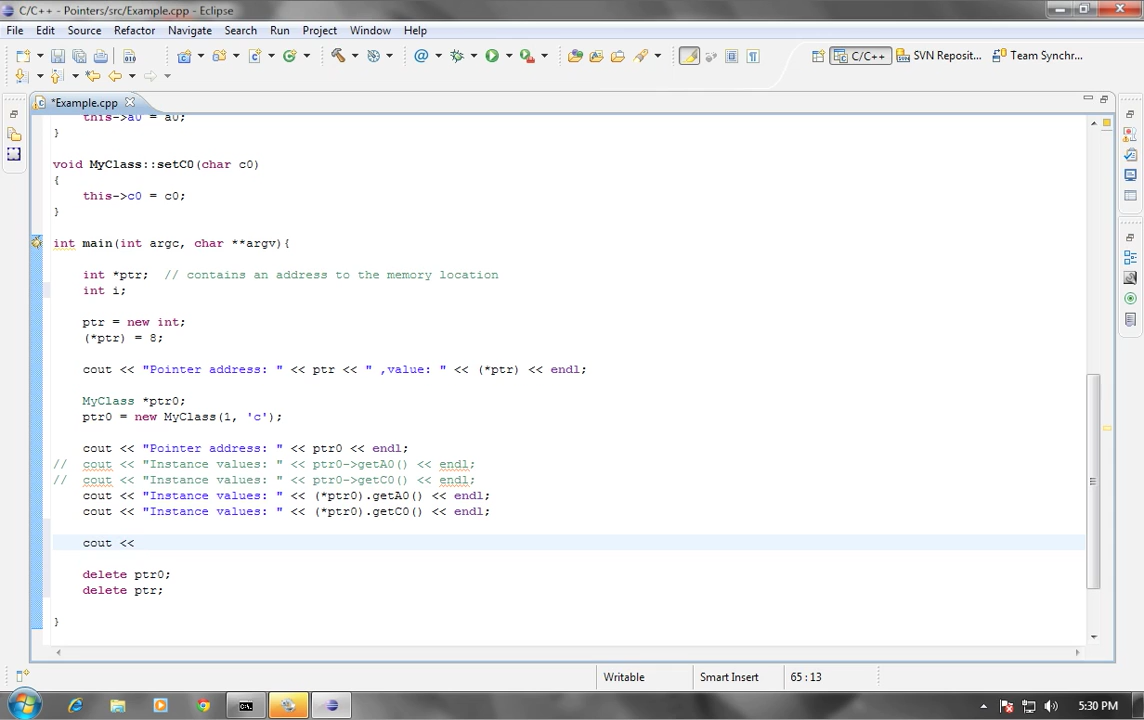 C/C++ - Pointers/src/Example.cpp - Eclipse
File Edit Source Refactor Navigate Search Run Project Window Help
C/C++ SVN Reposit... Team Synchr...
*Example.cpp
this->a0 = a0;
}
void MyClass::setC0(char c0)
{
this->c0 = c0;
}
int main(int argc, char **argv){
int *ptr;  // contains an address to the memory location
int i;
ptr = new int;
(*ptr) = 8;
cout << "Pointer address: " << ptr << " ,value: " << (*ptr) << endl;
MyClass *ptr0;
ptr0 = new MyClass(1, 'c');
cout << "Pointer address: " << ptr0 << endl;
//  cout << "Instance values: " << ptr0->getA0() << endl;
//  cout << "Instance values: " << ptr0->getC0() << endl;
cout << "Instance values: " << (*ptr0).getA0() << endl;
cout << "Instance values: " << (*ptr0).getC0() << endl;
cout <<
delete ptr0;
delete ptr;
}
Writable Smart Insert 65 : 13
5:30 PM